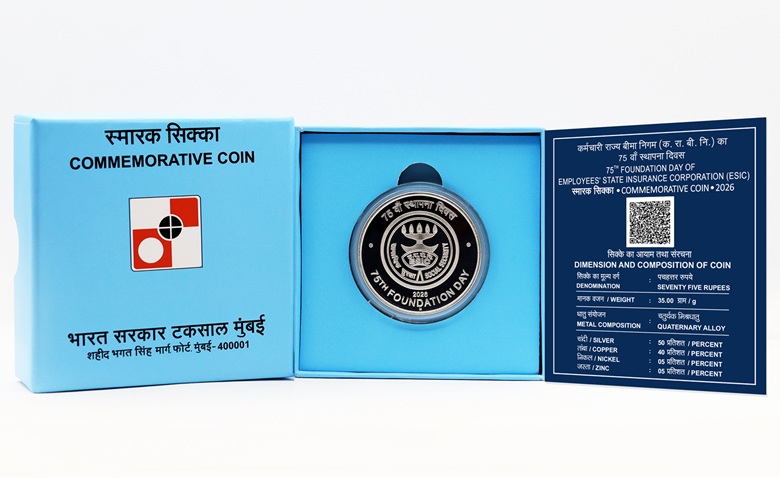 स्मारक सिक्का
COMMEMORATIVE COIN
भारत सरकार टकसाल मुंबई
शहीद भगत सिंह मार्ग फोर्ट, मुंबई- 400001
75 वाँ स्थापना दिवस
SOCIAL SECURITY
2026
75TH FOUNDATION DAY
कर्मचारी राज्य बीमा निगम (क. रा. बी. नि.) का
75 वाँ स्थापना दिवस
75TH FOUNDATION DAY OF
EMPLOYEES' STATE INSURANCE CORPORATION (ESIC)
स्मारक सिक्का • COMMEMORATIVE COIN • 2026
सिक्के का आयाम तथा संरचना
DIMENSION AND COMPOSITION OF COIN
सिक्के का मूल्य वर्ग : पचहत्तर रुपये
DENOMINATION SEVENTY FIVE RUPEES
मानक वजन / WEIGHT : 35.00 ग्राम / g
धातु संयोजन : चतुर्थक मिश्रधातु
METAL COMPOSITION QUATERNARY ALLOY
चांदी / SILVER : 50 प्रतिशत / PERCENT
तांबा / COPPER : 40 प्रतिशत / PERCENT
निकल / NICKEL : 05 प्रतिशत / PERCENT
जस्ता / ZINC : 05 प्रतिशत / PERCENT